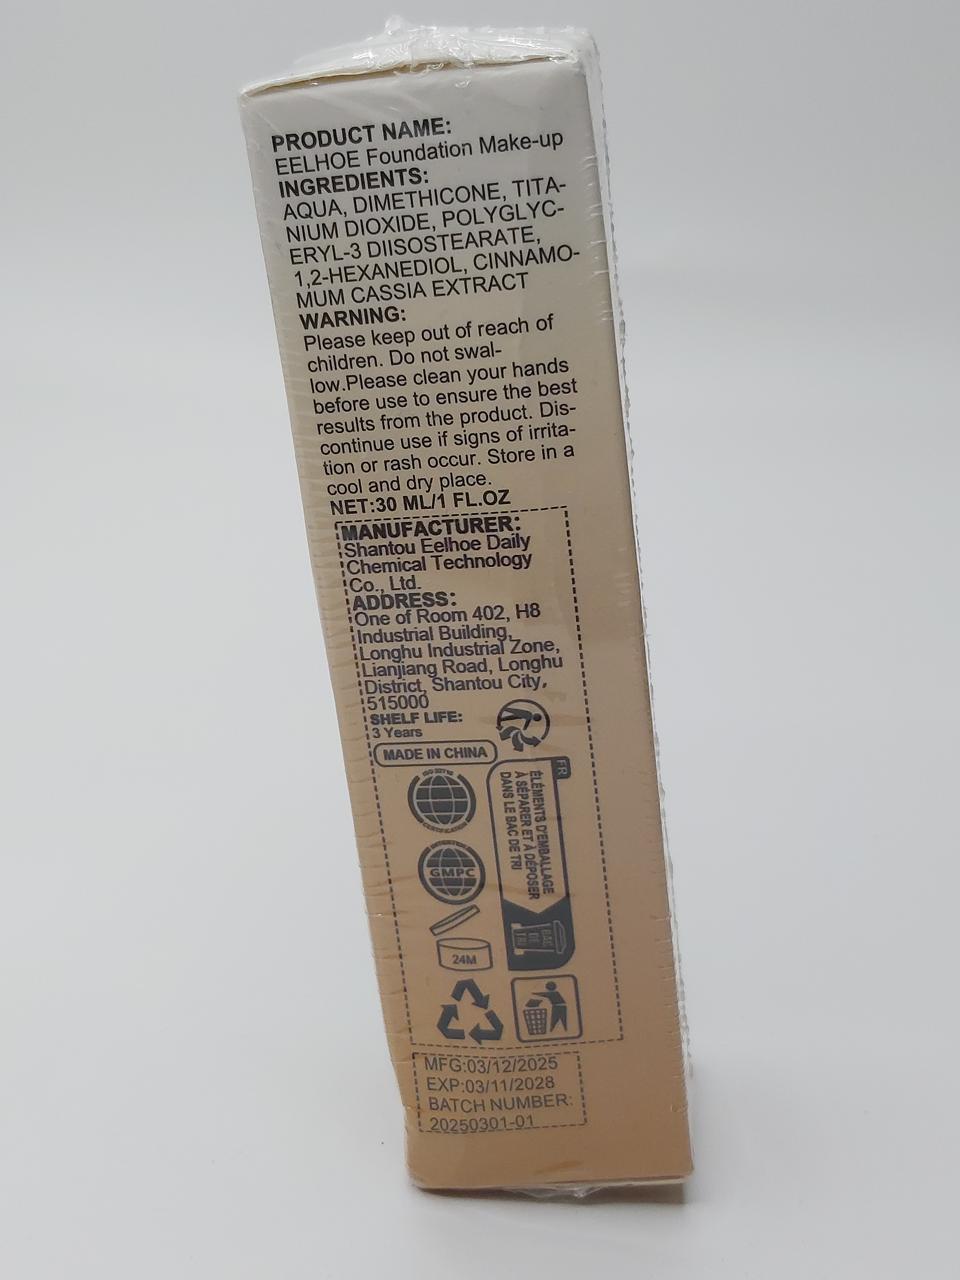 PRODUCT NAME:
EELHOE Foundation Make-up
INGREDIENTS:
AQUA, DIMETHICONE, TITA-
NIUM DIOXIDE, POLYGLYC-
ERYL-3 DIISOSTEARATE,
1,2-HEXANEDIOL, CINNAMO-
MUM CASSIA EXTRACT
WARNING:
Please keep out of reach of
children. Do not swal-
low.Please clean your hands
before use to ensure the best
results from the product. Dis-
continue use if signs of irrita-
tion or rash occur. Store in a
cool and dry place.
NET:30 ML/1 FL.OZ
MANUFACTURER:
Shantou Eelhoe Daily
Chemical Technology
Co., Ltd.
ADDRESS:
One of Room 402, H8
Industrial Building,
Longhu Industrial Zone,
Lianjiang Road, Longhu
District, Shantou City,
515000
SHELF LIFE:
3 Years
MADE IN CHINA
FR
ÉLÉMENTS D'EMBALLAGE
À SÉPARER ET À DÉPOSER
DANS LE BAC DE TRI
BAC
DE
TRI
GMPC
24M
MFG:03/12/2025
EXP:03/11/2028
BATCH NUMBER:
20250301-01